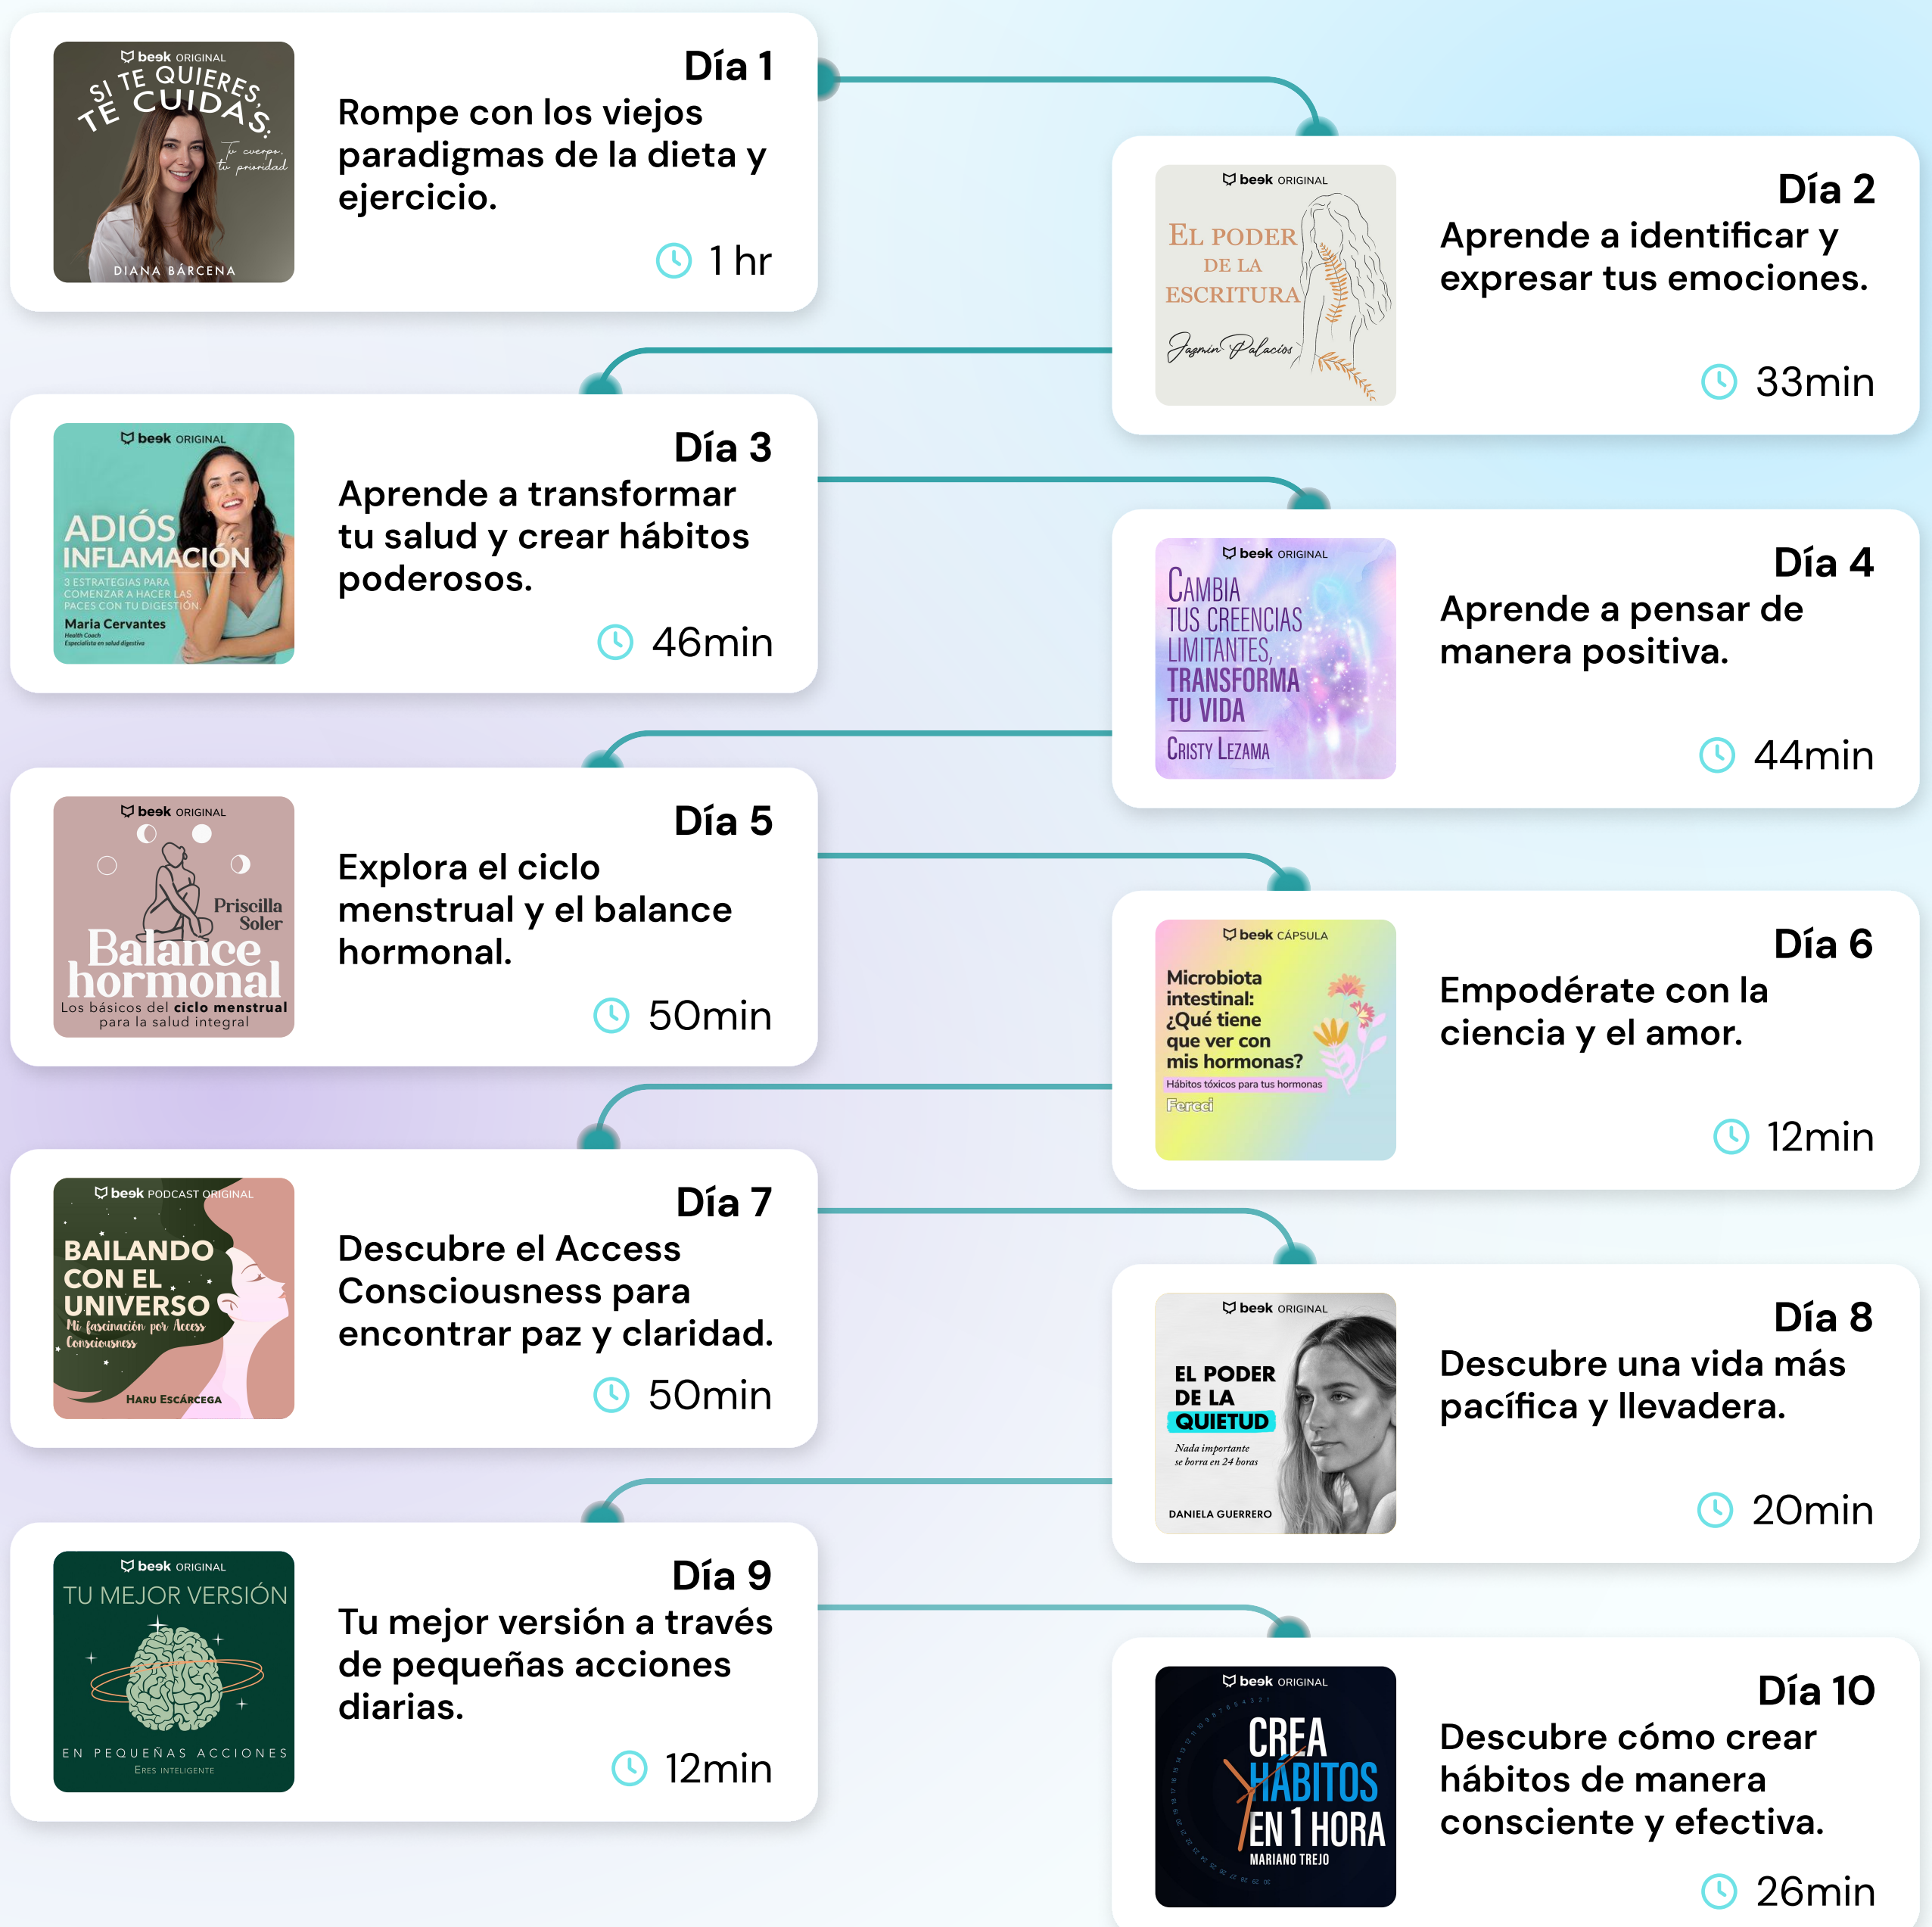 beek ORIGINAL
SI TE QUIERES,
TE CUIDAS:
Tu cuerpo,
tu prioridad
DIANA BÁRCENA
Día 1
Rompe con los viejos
paradigmas de la dieta y
ejercicio.
1 hr
beek ORIGINAL
EL PODER
DE LA
ESCRITURA
Jazmin Palacios
Día 2
Aprende a identificar y
expresar tus emociones.
33min
beek ORIGINAL
ADIÓS
INFLAMACIÓN
3 ESTRATEGIAS PARA
COMENZAR A HACER LAS
PACES CON TU DIGESTIÓN.
Maria Cervantes
Health Coach
Especialista en salud digestiva
Día 3
Aprende a transformar
tu salud y crear hábitos
poderosos.
46min
beek ORIGINAL
CAMBIA
TUS CREENCIAS
LIMITANTES,
TRANSFORMA
TU VIDA
CRISTY LEZAMA
Día 4
Aprende a pensar de
manera positiva.
44min
beek ORIGINAL
Priscilla
Soler
Balance
hormonal
Los básicos del ciclo menstrual
para la salud integral
Día 5
Explora el ciclo
menstrual y el balance
hormonal.
50min
beek CÁPSULA
Microbiota
intestinal:
¿Qué tiene
que ver con
mis hormonas?
Hábitos tóxicos para tus hormonas
Fercci
Día 6
Empodérate con la
ciencia y el amor.
12min
beek PODCAST ORIGINAL
BAILANDO
CON EL
UNIVERSO
Mi fascinación por Access
Consciousness
HARU ESCÁRCEGA
Día 7
Descubre el Access
Consciousness para
encontrar paz y claridad.
50min
beek ORIGINAL
EL PODER
DE LA
QUIETUD
Nada importante
se borra en 24 horas
DANIELA GUERRERO
Día 8
Descubre una vida más
pacífica y llevadera.
20min
beek ORIGINAL
TU MEJOR VERSIÓN
EN PEQUEÑAS ACCIONES
ERES INTELIGENTE
Día 9
Tu mejor versión a través
de pequeñas acciones
diarias.
12min
beek ORIGINAL
CREA
HÁBITOS
EN 1 HORA
MARIANO TREJO
Día 10
Descubre cómo crear
hábitos de manera
consciente y efectiva.
26min